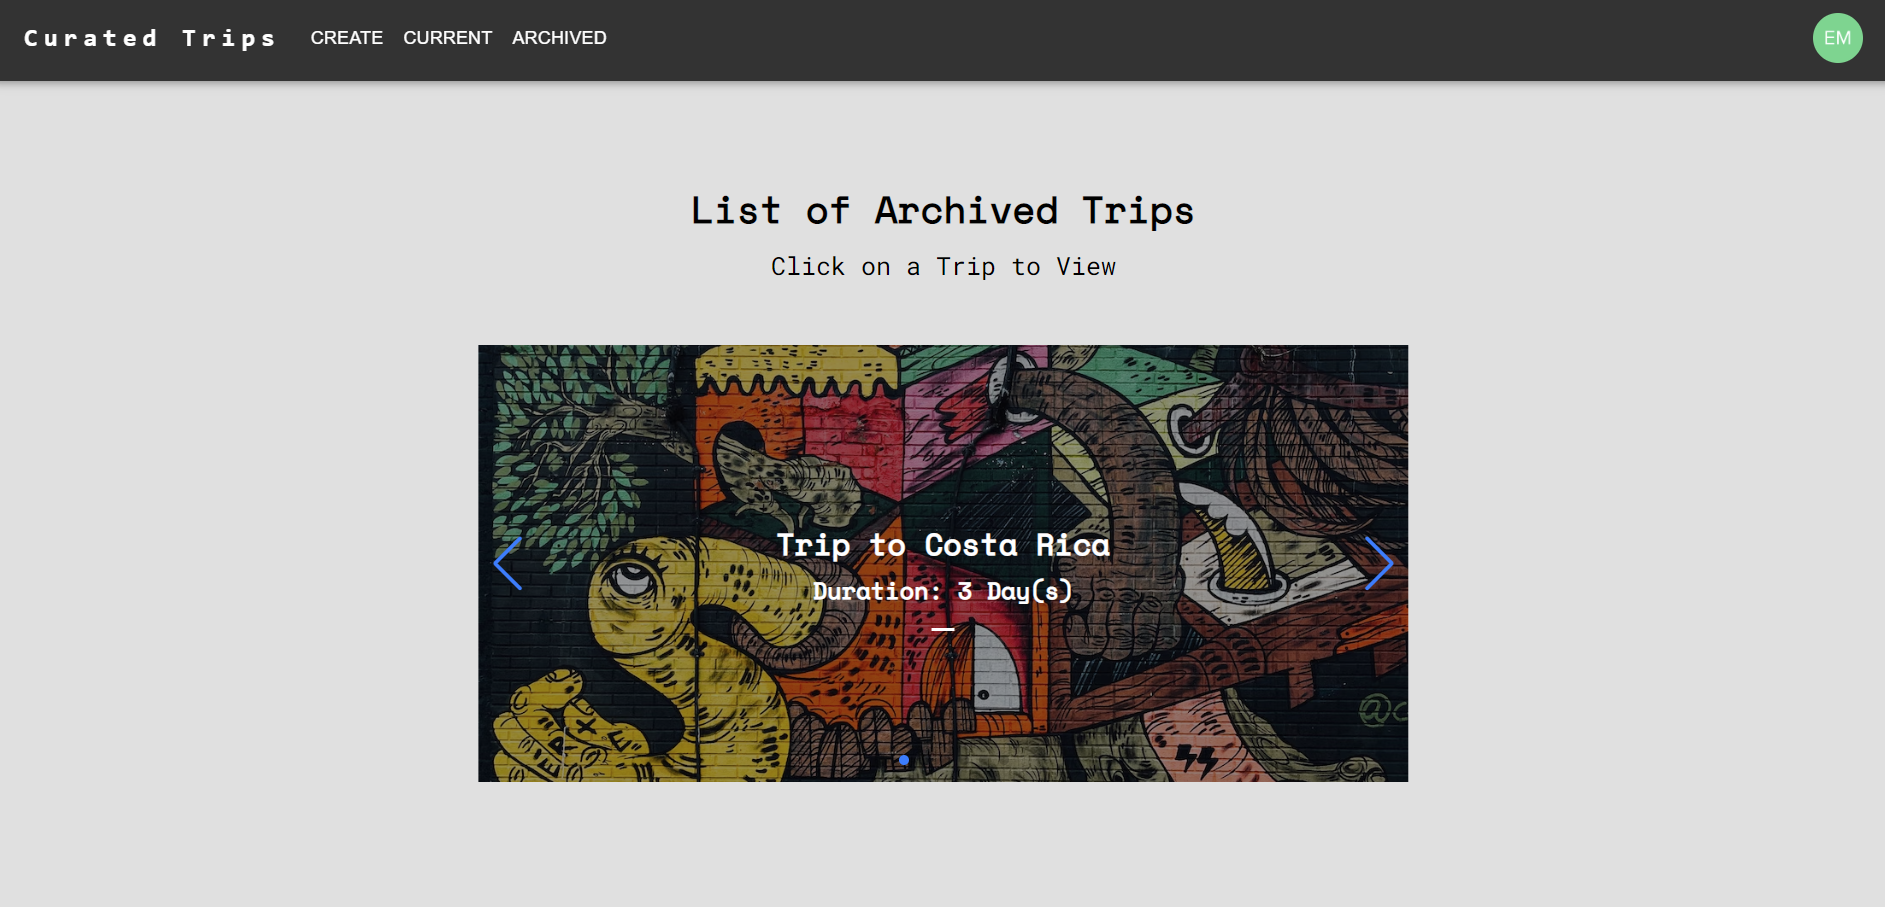 Curated Trips CREATE CURRENT ARCHIVED EM
List of Archived Trips
Click on a Trip to View
Trip to Costa Rica
Duration: 3 Day(s)